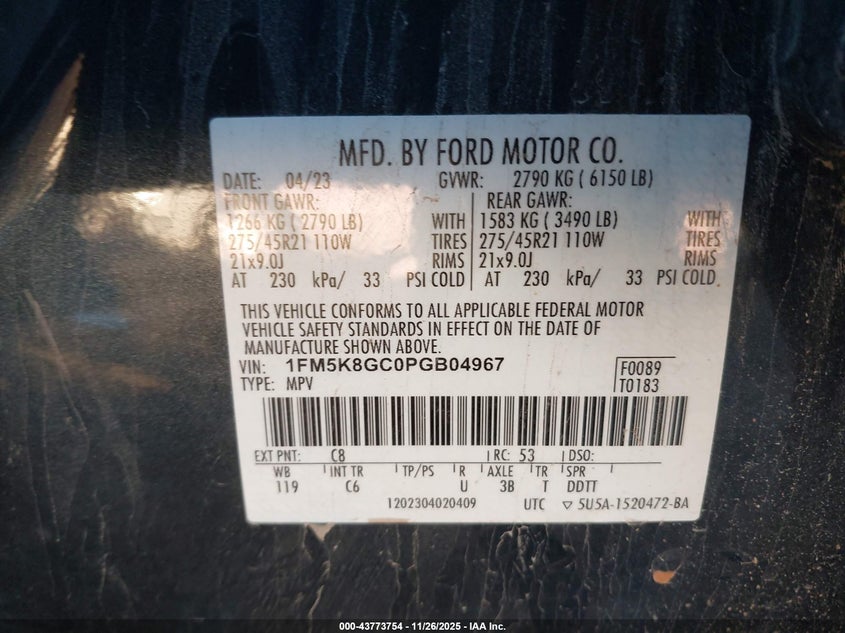 MFD. BY FORD MOTOR CO.
DATE: 04/23 GVWR: 2790 KG ( 6150 LB)
FRONT GAWR: REAR GAWR:
1266 KG ( 2790 LB) WITH 1583 KG ( 3490 LB) WITH
275/45R21 110W TIRES 275/45R21 110W TIRES
21x9.0J RIMS 21x9.0J RIMS
AT 230 kPa/ 33 PSI COLD AT 230 kPa/ 33 PSI COLD
THIS VEHICLE CONFORMS TO ALL APPLICABLE FEDERAL MOTOR
VEHICLE SAFETY STANDARDS IN EFFECT ON THE DATE OF
MANUFACTURE SHOWN ABOVE.
VIN: 1FM5K8GC0PGB04967 F0089
TYPE: MPV T0183
EXT PNT: C8 RC: 53 DSO:
WB INT TR TP/PS R AXLE TR SPR
119 C6 U 3B T DDTT
1202304020409 UTC ▽ 5U5A-1520472-BA
000-43773754 - 11/26/2025 - IAA Inc.